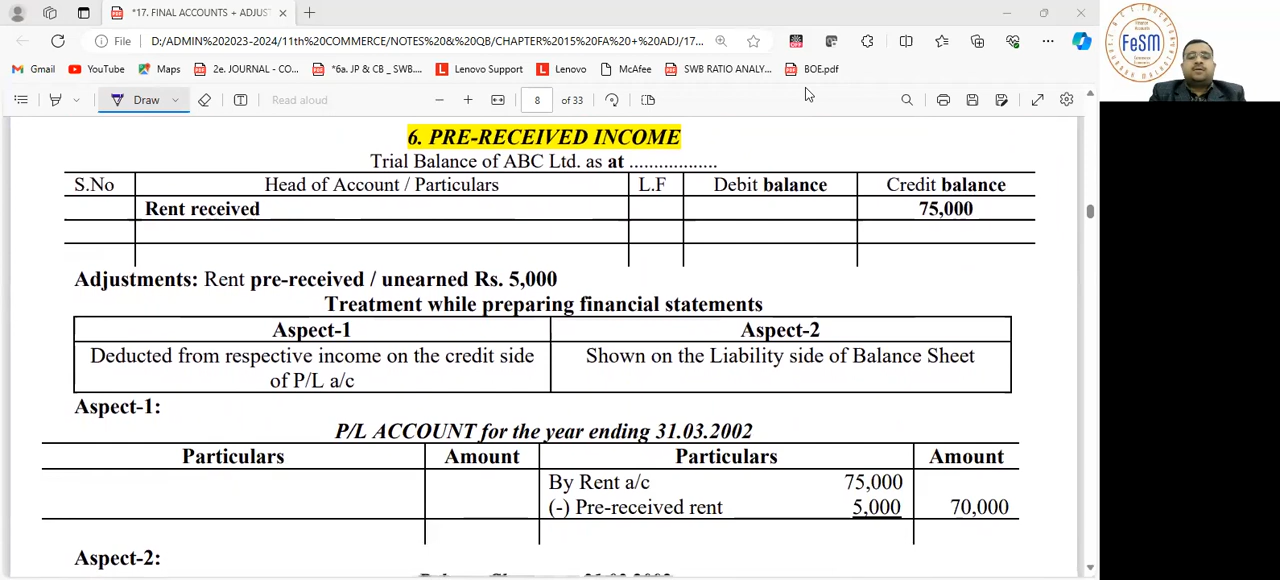 *17. FINAL ACCOUNTS + ADJUS
File D:/ADMIN%202023-2024/11th%20COMMERCE/NOTES%20SWB%20+%20QB/CHAPTER%2015%20FA%20+%20ADJ/17...
Gmail YouTube Maps 2e. JOURNAL - CO... *6a. JP & CB _ SWB.... Lenovo Support Lenovo McAfee SWB RATIO ANALY... BOE.pdf
Draw Read aloud 8 of 33
FeSM
6. PRE-RECEIVED INCOME
Trial Balance of ABC Ltd. as at ..................
S.No Head of Account / Particulars L.F Debit balance Credit balance
Rent received 75,000
Adjustments: Rent pre-received / unearned Rs. 5,000
Treatment while preparing financial statements
Aspect-1 Aspect-2
Deducted from respective income on the credit side Shown on the Liability side of Balance Sheet
of P/L a/c
Aspect-1:
P/L ACCOUNT for the year ending 31.03.2002
Particulars Amount Particulars Amount
By Rent a/c 75,000
(-) Pre-received rent 5,000 70,000
Aspect-2: